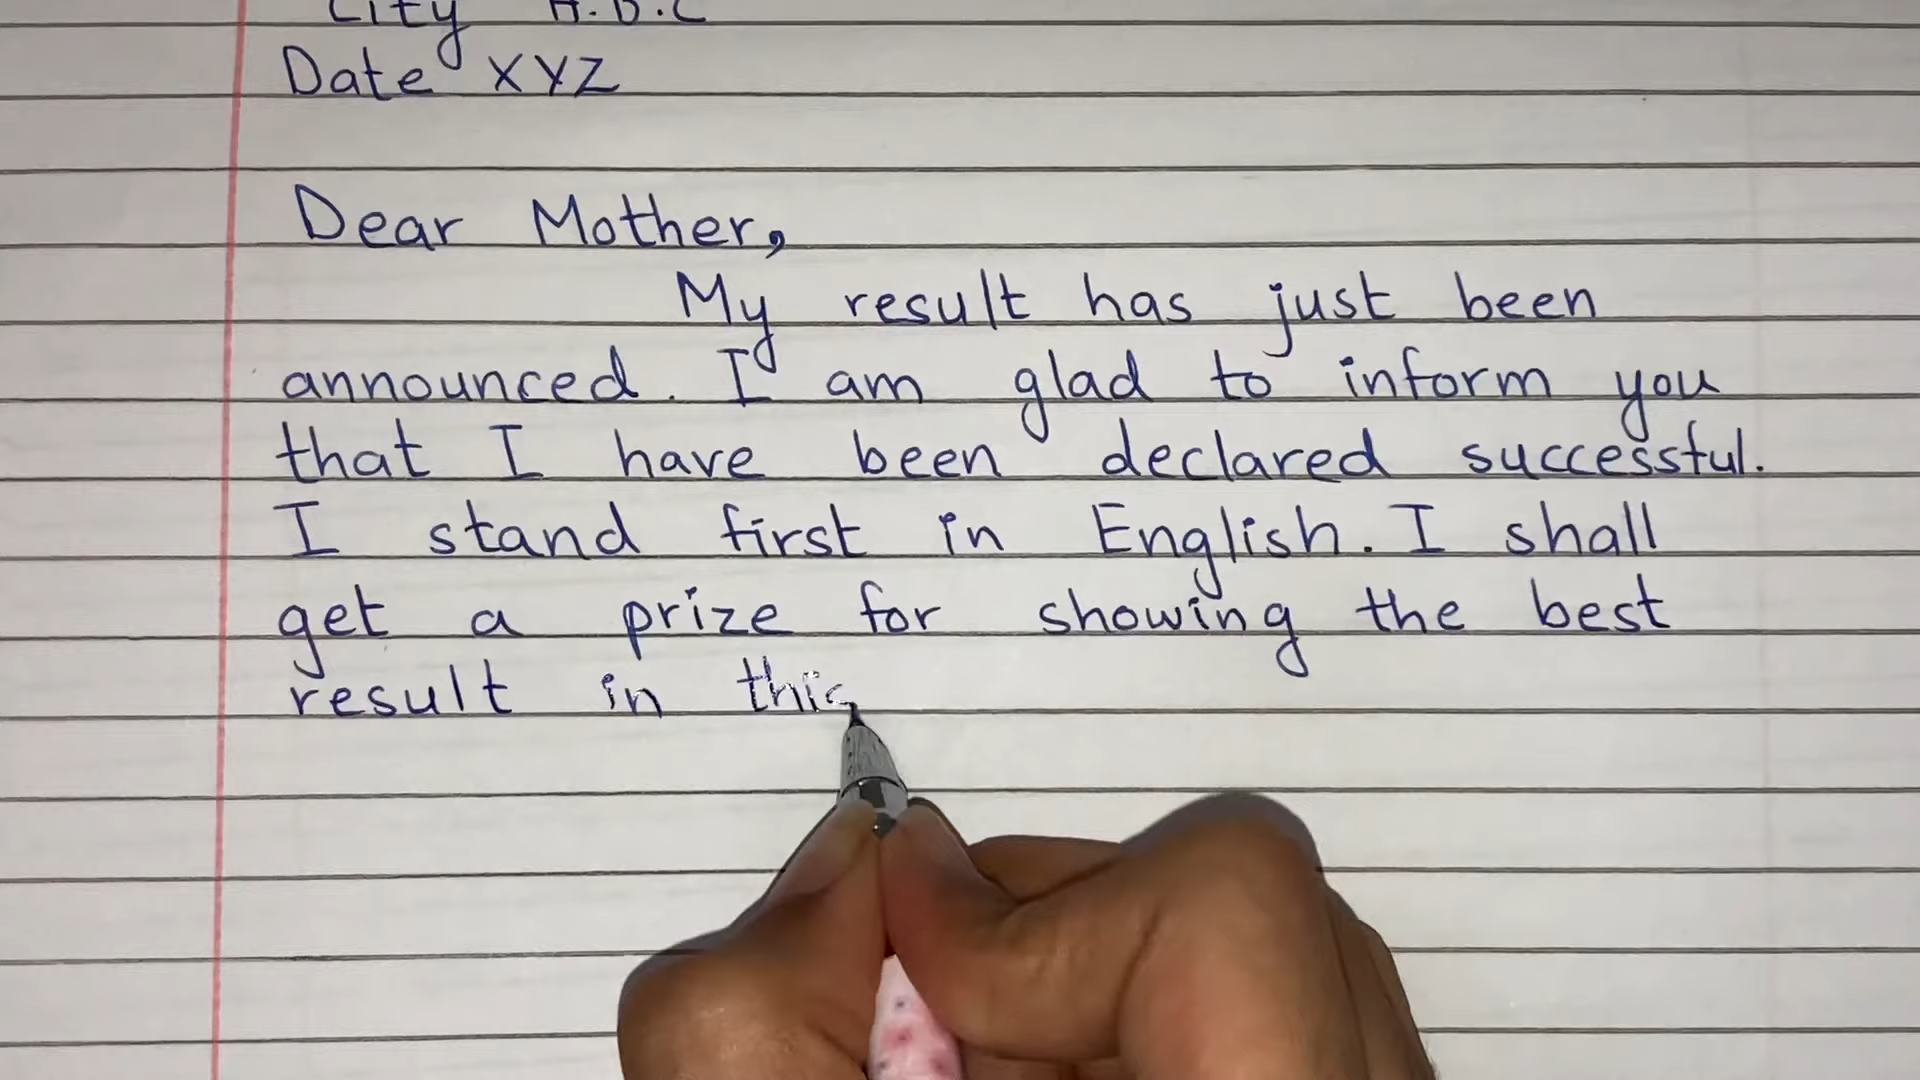 City A.B.C
Date XYZ
Dear Mother,
My result has just been
announced. I am glad to inform you
that I have been declared successful.
I stand first in English. I shall
get a prize for showing the best
result in this